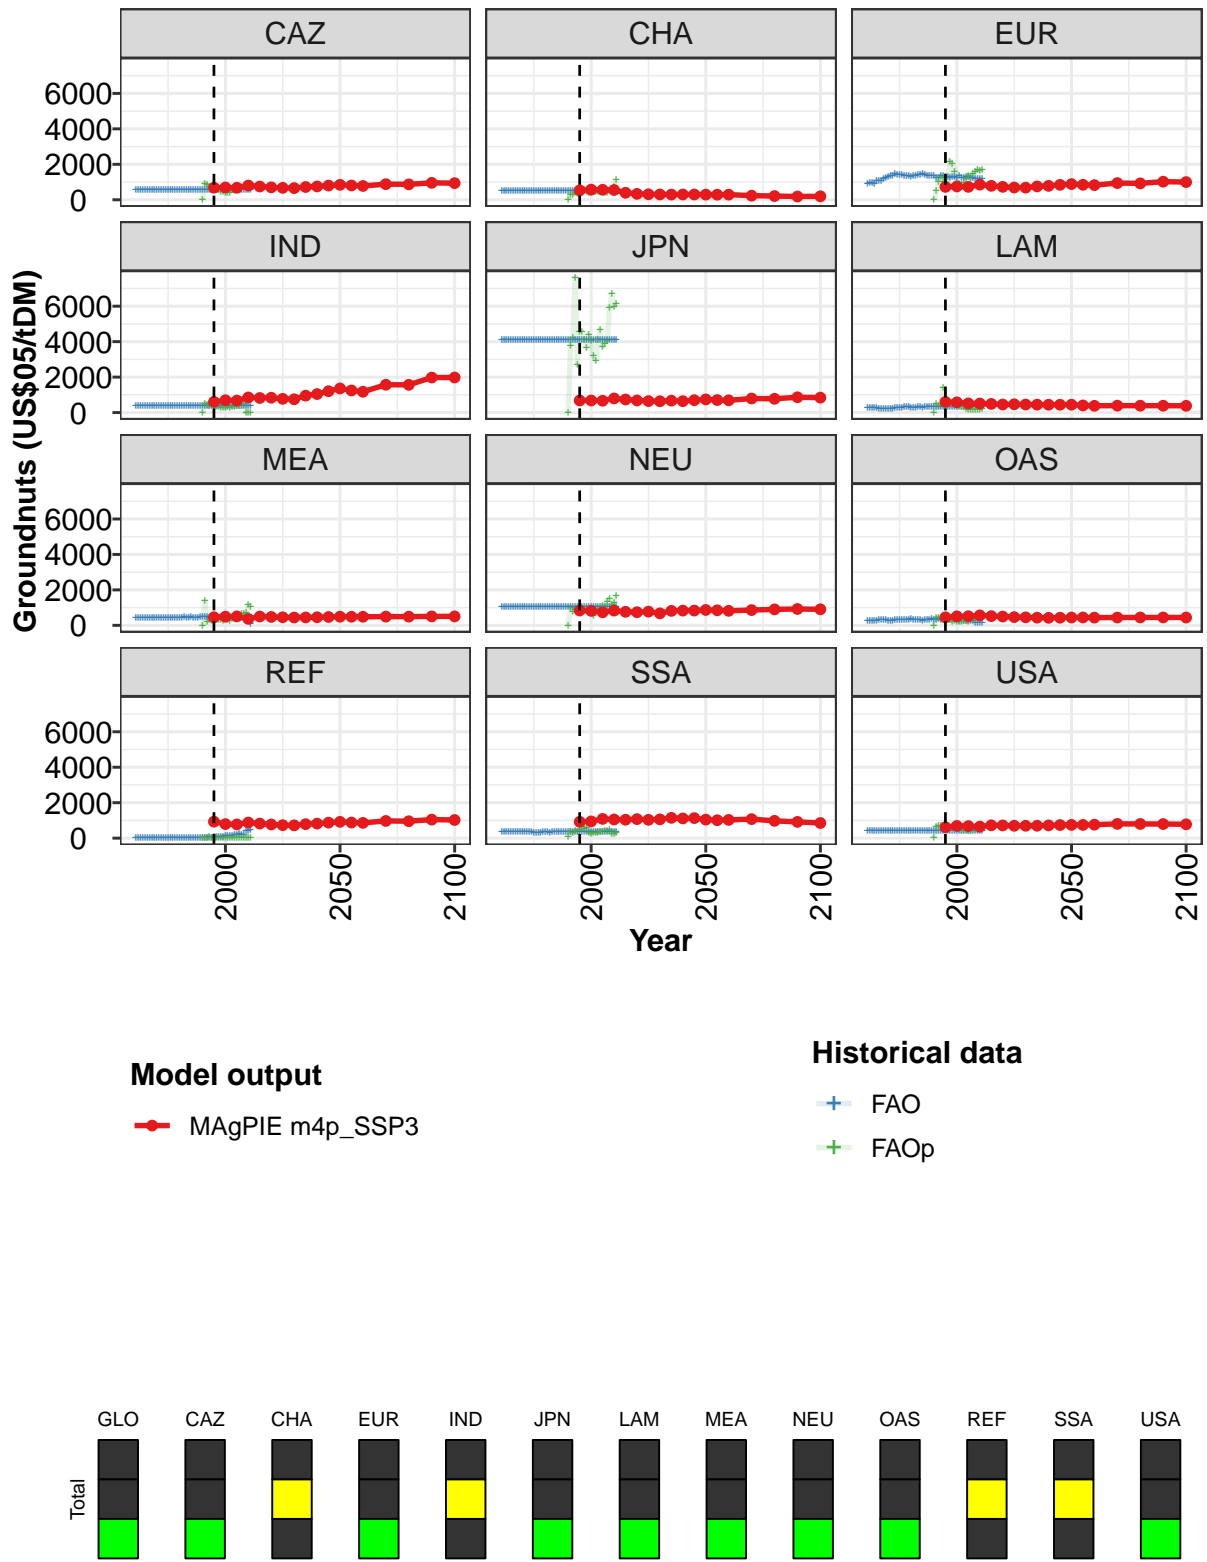 CAZ CHA EUR
6000
4000
2000
0
IND JPN LAM
6000
4000
2000
0
MEA NEU OAS
6000
4000
2000
0
REF SSA USA
6000
4000
2000
0
Groundnuts (US$05/tDM)
2000 2050 2100 2000 2050 2100 2000 2050 2100
Year
Model output
MAgPIE m4p_SSP3
Historical data
FAO
FAOp
GLO CAZ CHA EUR IND JPN LAM MEA NEU OAS REF SSA USA
Total